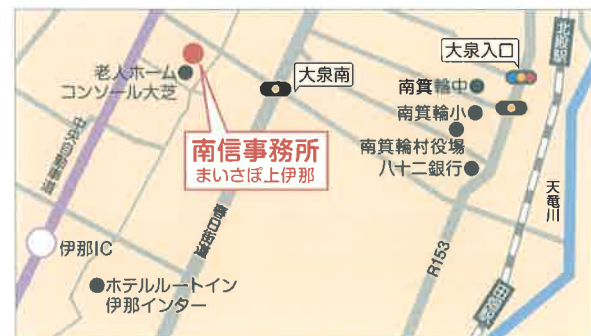 大泉入口
北殿駅
老人ホーム
コンソール大芝
大泉南
南箕輪中
南箕輪小
南信事務所
まいさぽ上伊那
南箕輪村役場
八十二銀行
中央自動車道
春日街道
天竜川
伊那IC
R153
ホテルルートイン
伊那インター